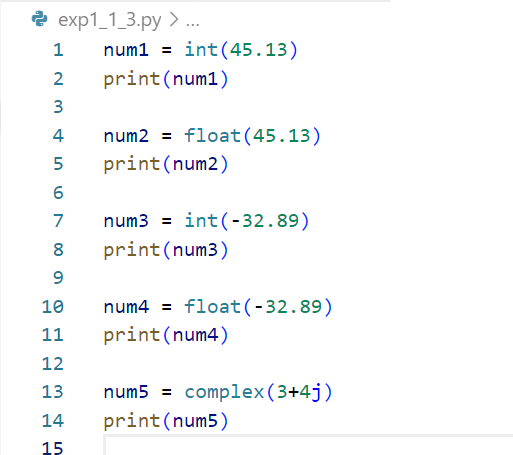 exp1_1_3.py > ...
1 num1 = int(45.13)
2 print(num1)
3
4 num2 = float(45.13)
5 print(num2)
6
7 num3 = int(-32.89)
8 print(num3)
9
10 num4 = float(-32.89)
11 print(num4)
12
13 num5 = complex(3+4j)
14 print(num5)
15